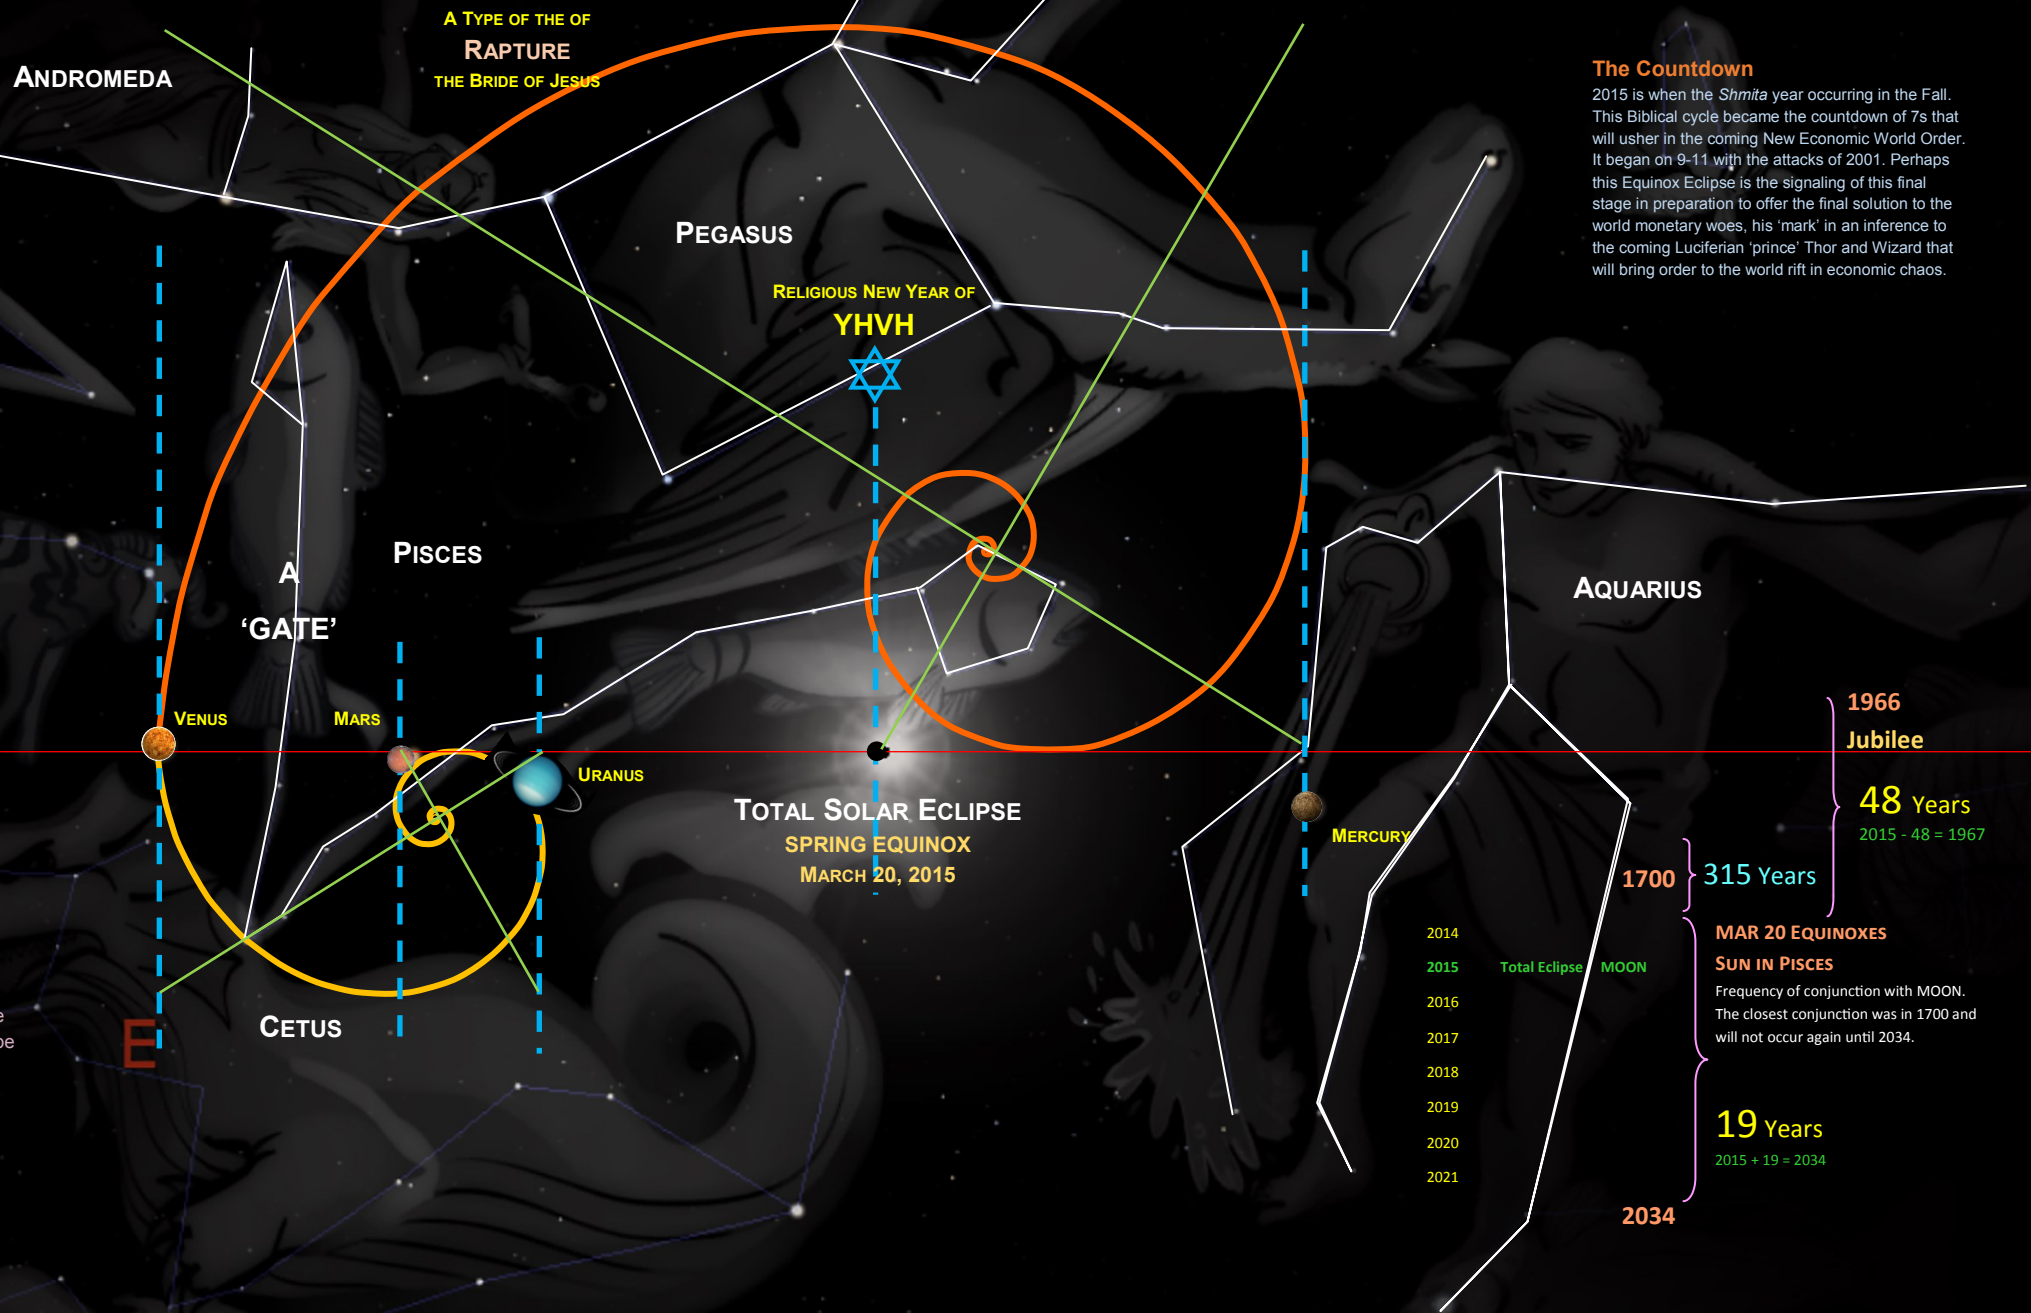 A TYPE OF THE OF
RAPTURE
THE BRIDE OF JESUS
ANDROMEDA
The Countdown
2015 is when the Shmita year occurring in the Fall.
This Biblical cycle became the countdown of 7s that
will usher in the coming New Economic World Order.
It began on 9-11 with the attacks of 2001. Perhaps
this Equinox Eclipse is the signaling of this final
stage in preparation to offer the final solution to the
world monetary woes, his ‘mark’ in an inference to
the coming Luciferian ‘prince’ Thor and Wizard that
will bring order to the world rift in economic chaos.
PEGASUS
RELIGIOUS NEW YEAR OF
YHVH
PISCES
A
‘GATE’
AQUARIUS
VENUS
MARS
URANUS
TOTAL SOLAR ECLIPSE
SPRING EQUINOX
MARCH 20, 2015
MERCURY
1966
Jubilee
48 Years
2015 - 48 = 1967
1700
315 Years
MAR 20 EQUINOXES
SUN IN PISCES
Frequency of conjunction with MOON.
The closest conjunction was in 1700 and
will not occur again until 2034.
2014
2015 Total Eclipse MOON
2016
2017
2018
2019
2020
2021
19 Years
2015 + 19 = 2034
2034
CETUS
E